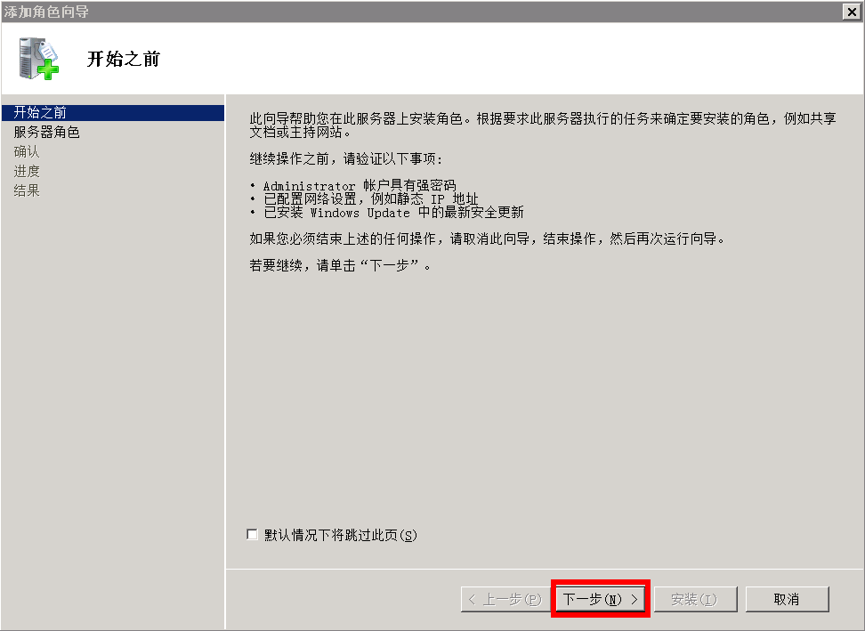 添加角色向导
开始之前
开始之前
服务器角色
确认
进度
结果
此向导帮助您在此服务器上安装角色。根据要求此服务器执行的任务来确定要安装的角色，例如共享
文档或主持网站。
继续操作之前，请验证以下事项:
• Administrator 帐户具有强密码
• 已配置网络设置，例如静态 IP 地址
• 已安装 Windows Update 中的最新安全更新
如果您必须结束上述的任何操作，请取消此向导，结束操作，然后再次运行向导。
若要继续，请单击“下一步”。
默认情况下将跳过此页(S)
< 上一步(P)
下一步(N) >
安装(I)
取消